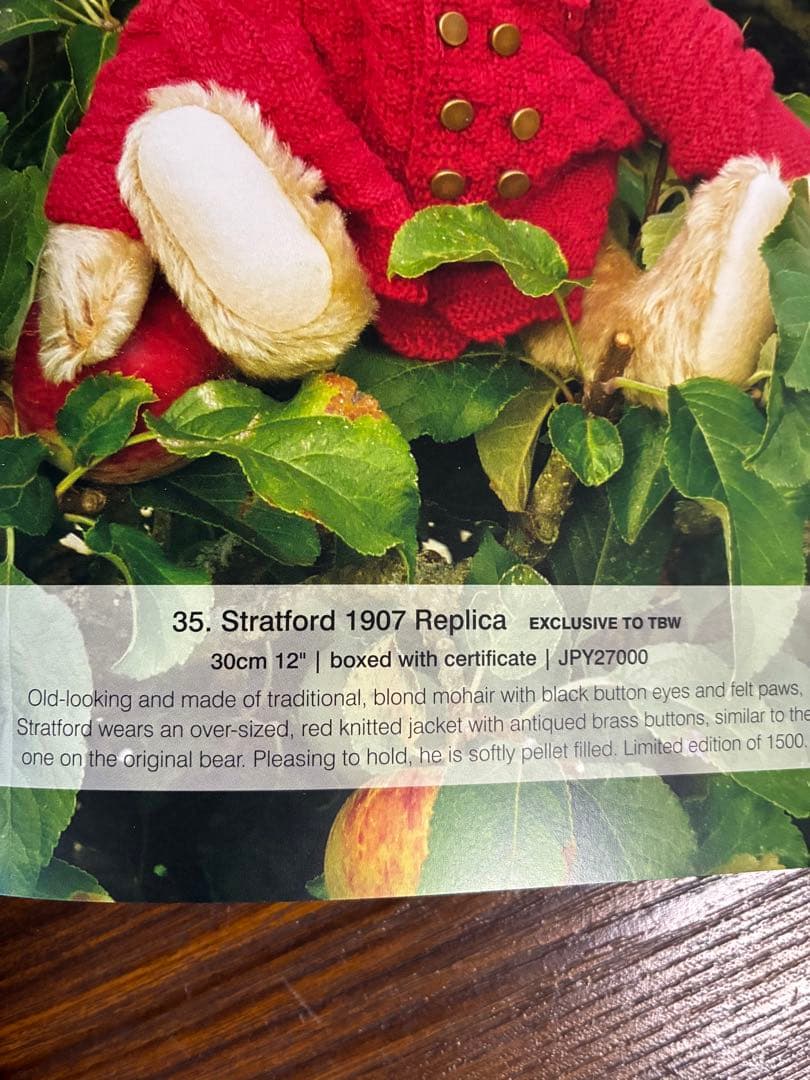 35. Stratford 1907 Replica EXCLUSIVE TO TBW
30cm 12" | boxed with certificate | JPY27000
Old-looking and made of traditional, blond mohair with black button eyes and felt paws,
Stratford wears an over-sized, red knitted jacket with antiqued brass buttons, similar to the
one on the original bear. Pleasing to hold, he is softly pellet filled. Limited edition of 1500.